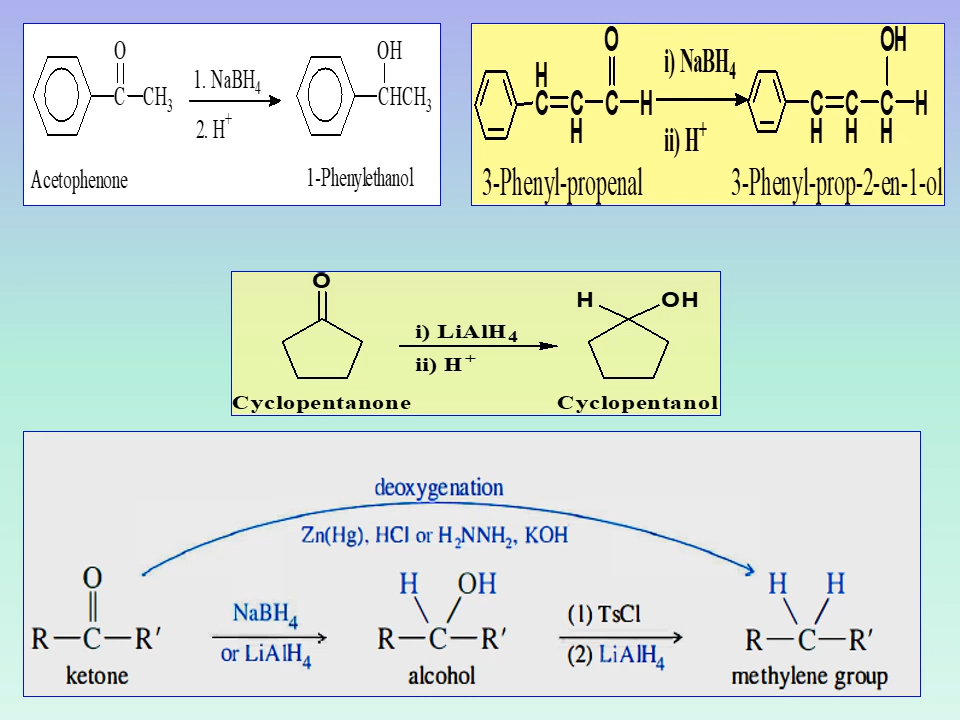 O
C CH₃
1. NaBH₄
2. H⁺
OH
CHCH₃
Acetophenone
1-Phenylethanol
O
H
C C C H
H
i) NaBH₄
ii) H⁺
OH
C C C H
H H H
3-Phenyl-propenal
3-Phenyl-prop-2-en-1-ol
O
i) LiAlH₄
ii) H⁺
H OH
Cyclopentanone
Cyclopentanol
deoxygenation
Zn(Hg), HCl or H₂NNH₂, KOH
O
R—C—R′
ketone
NaBH₄
or LiAlH₄
H OH
R—C—R′
alcohol
(1) TsCl
(2) LiAlH₄
H H
R—C—R′
methylene group